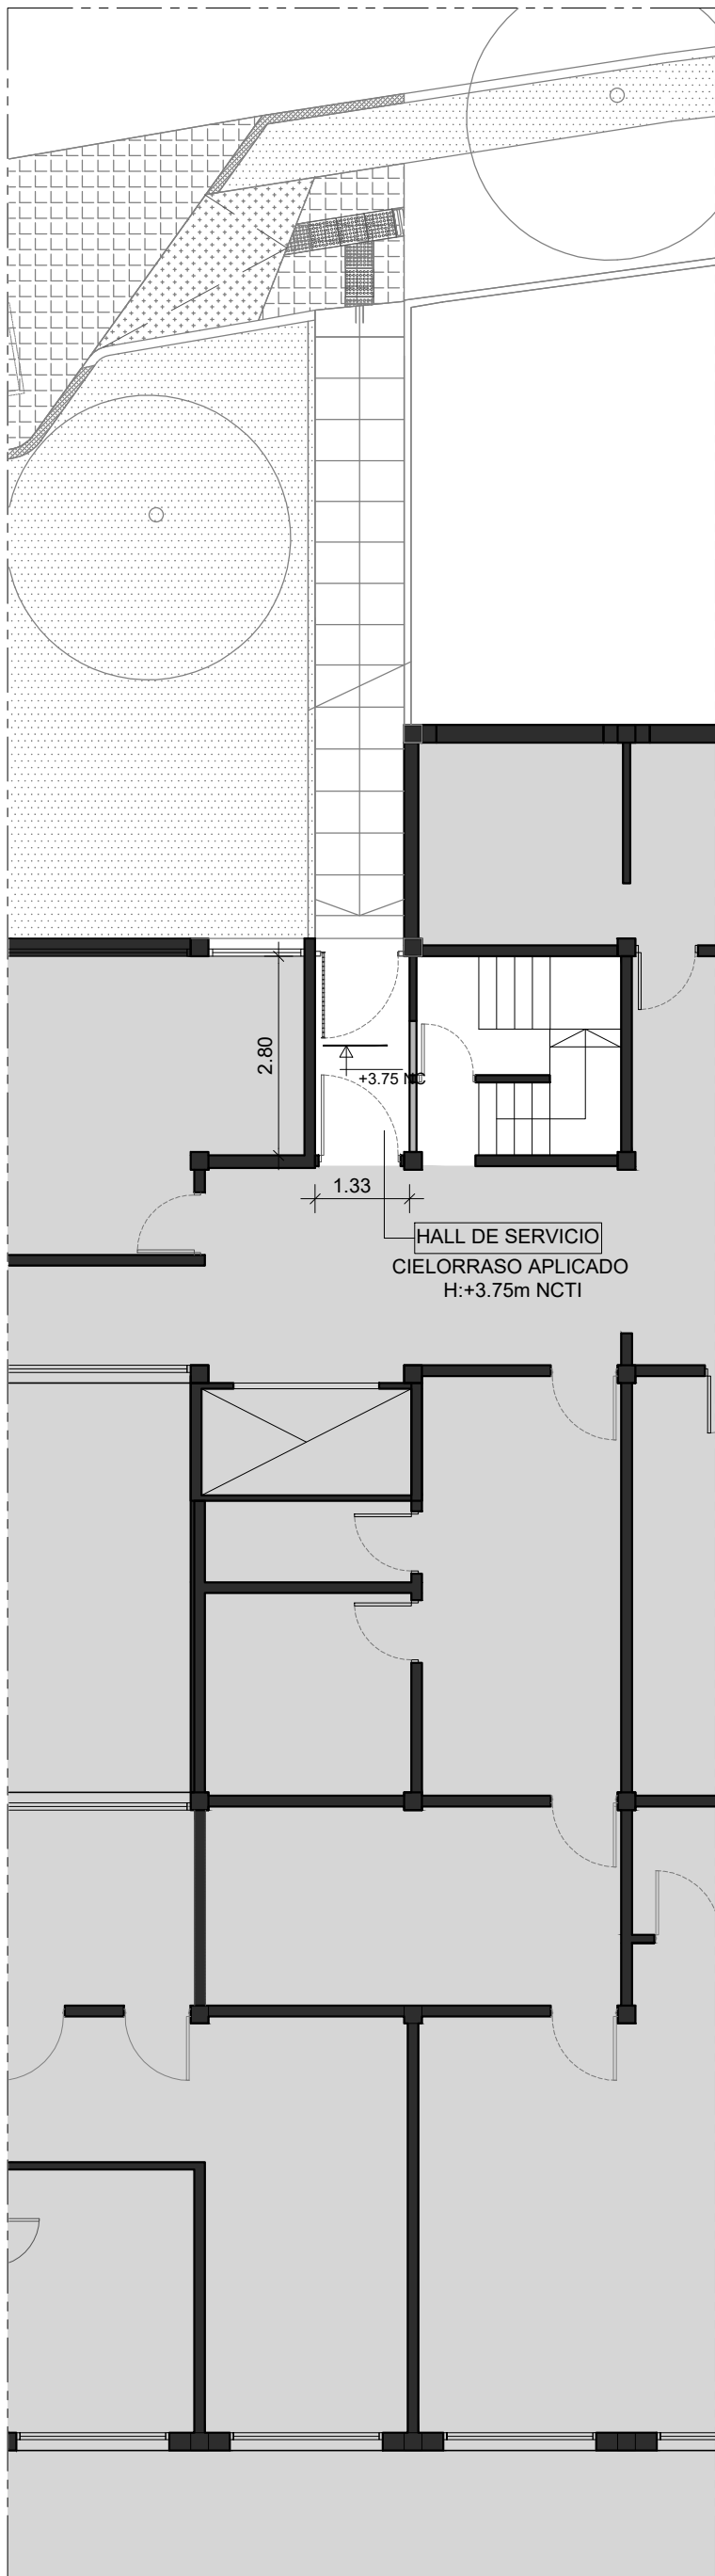 2.80
+3.75 NC
1.33
HALL DE SERVICIO
CIELORRASO APLICADO
H:+3.75m NCTI